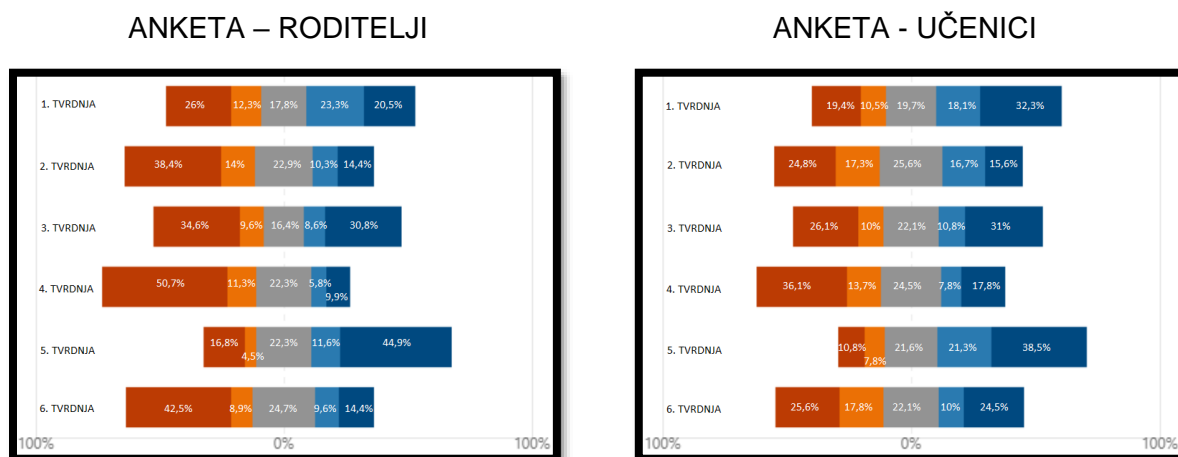 ANKETA – RODITELJI
1. TVRDNJA 26% 12,3% 17,8% 23,3% 20,5%
2. TVRDNJA 38,4% 14% 22,9% 10,3% 14,4%
3. TVRDNJA 34,6% 9,6% 16,4% 8,6% 30,8%
4. TVRDNJA 50,7% 11,3% 22,3% 5,8% 9,9%
5. TVRDNJA 16,8% 4,5% 22,3% 11,6% 44,9%
6. TVRDNJA 42,5% 8,9% 24,7% 9,6% 14,4%
100% 0% 100%
ANKETA - UČENICI
1. TVRDNJA 19,4% 10,5% 19,7% 18,1% 32,3%
2. TVRDNJA 24,8% 17,3% 25,6% 16,7% 15,6%
3. TVRDNJA 26,1% 10% 22,1% 10,8% 31%
4. TVRDNJA 36,1% 13,7% 24,5% 7,8% 17,8%
5. TVRDNJA 10,8% 7,8% 21,6% 21,3% 38,5%
6. TVRDNJA 25,6% 17,8% 22,1% 10% 24,5%
100% 0% 100%